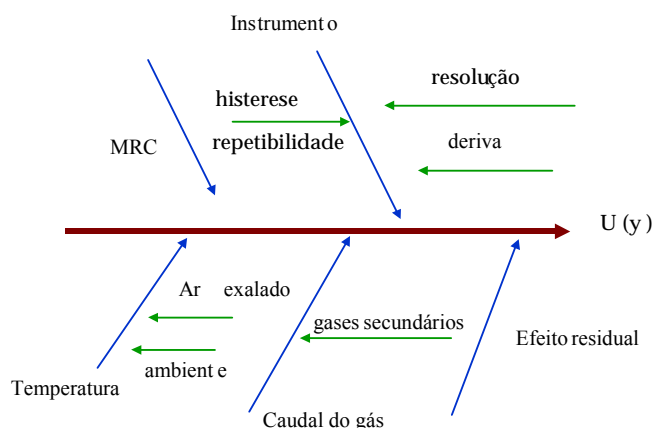 Instrumento
resolução
histerese
MRC
repetibilidade
deriva
U (y)
Ar exalado
gases secundários
Efeito residual
ambiente
Temperatura
Caudal do gás